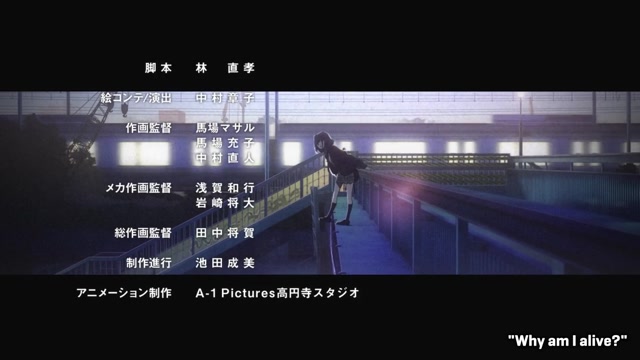 脚本 林 直孝
絵コンテ/演出 中村章子
作画監督 馬場マサル
馬場充子
中村直人
メカ作画監督 浅賀和行
岩崎将大
総作画監督 田中将賀
制作進行 池田成美
アニメーション制作 A-1 Pictures高円寺スタジオ
"Why am I alive?"